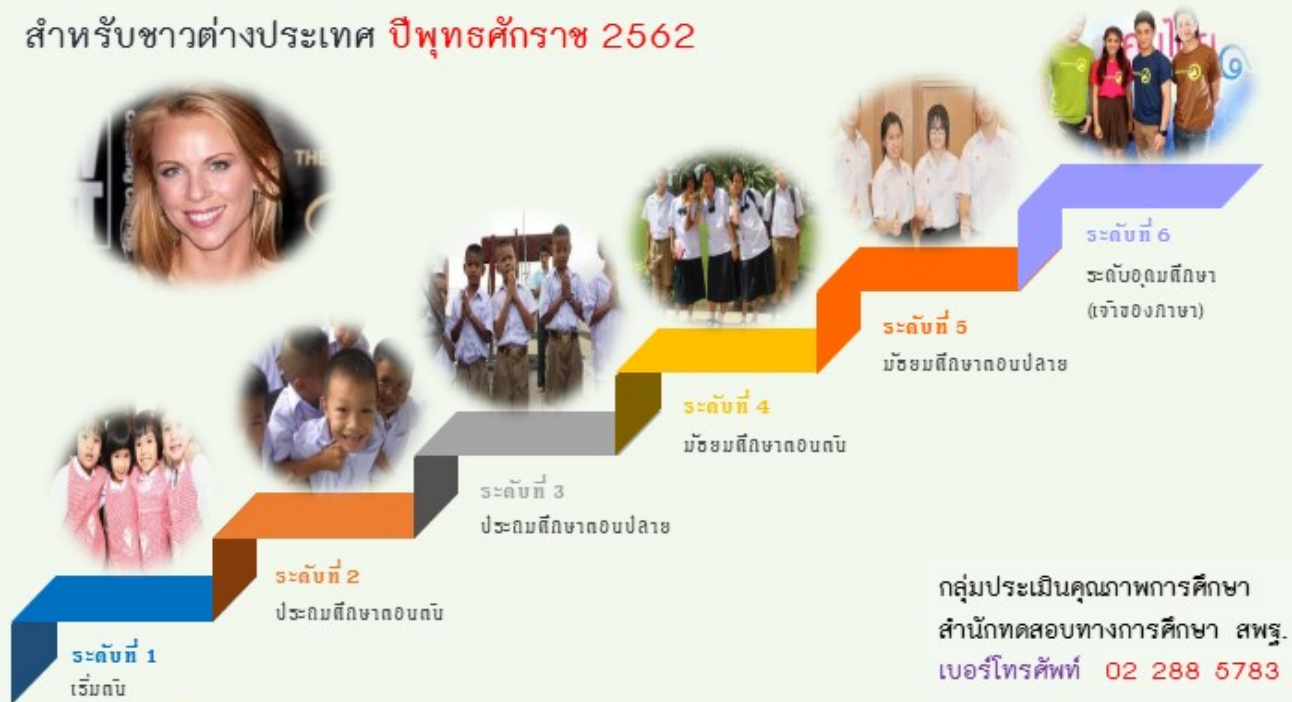 สำหรับชาวต่างประเทศ ปีพุทธศักราช 2562
THE
คนไทย
ระดับที่ 6
ระดับอุดมศึกษา
(เจ้าของภาษา)
ระดับที่ 5
มัธยมศึกษาตอนปลาย
ระดับที่ 4
มัธยมศึกษาตอนต้น
ระดับที่ 3
ประถมศึกษาตอนปลาย
ระดับที่ 2
ประถมศึกษาตอนต้น
ระดับที่ 1
เริ่มต้น
กลุ่มประเมินคุณภาพการศึกษา
สำนักทดสอบทางการศึกษา สพฐ.
เบอร์โทรศัพท์ 02 288 5783